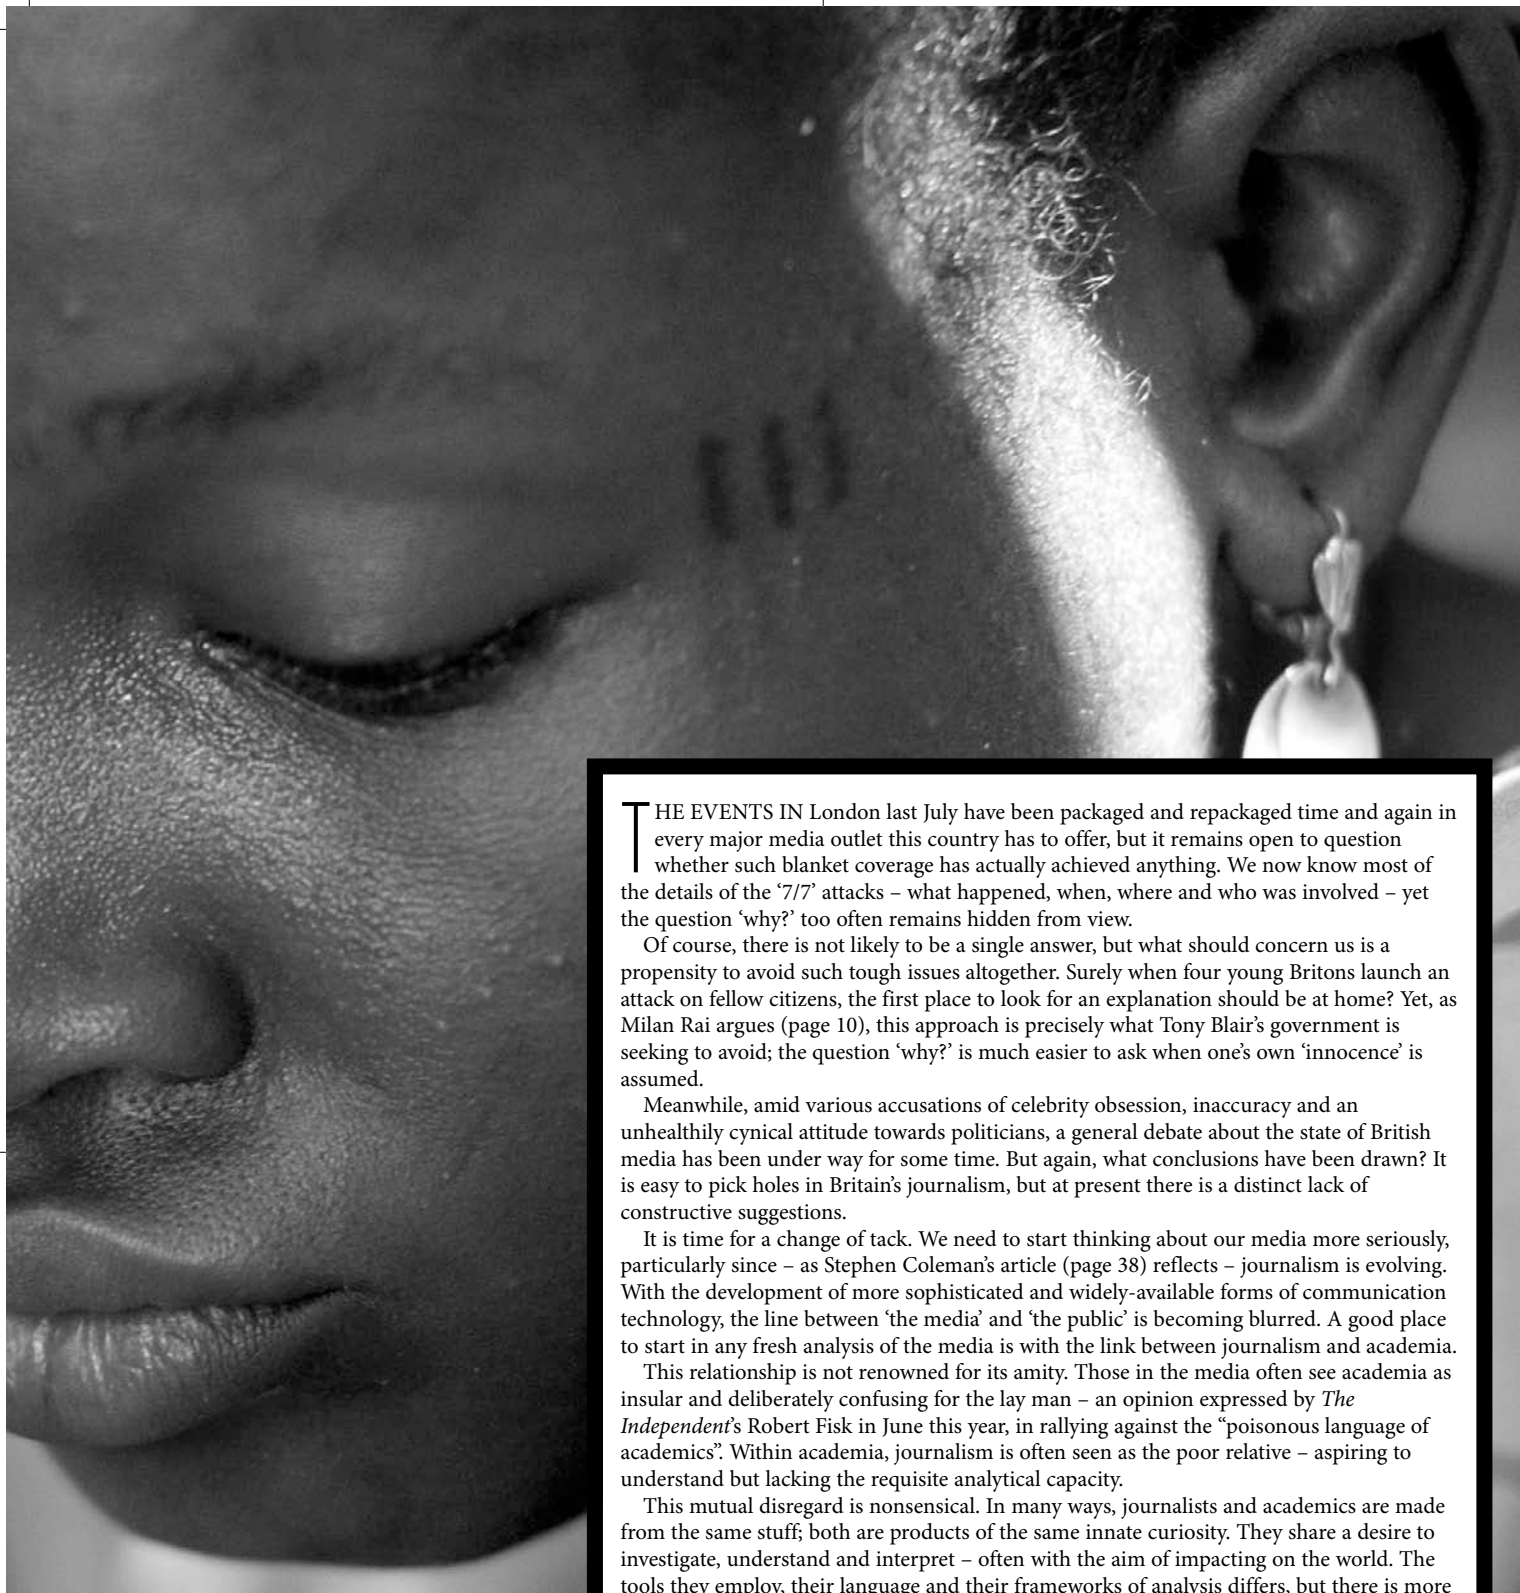 THE EVENTS IN London last July have been packaged and repackaged time and again in
every major media outlet this country has to offer, but it remains open to question
whether such blanket coverage has actually achieved anything. We now know most of
the details of the ‘7/7’ attacks – what happened, when, where and who was involved – yet
the question ‘why?’ too often remains hidden from view.
Of course, there is not likely to be a single answer, but what should concern us is a
propensity to avoid such tough issues altogether. Surely when four young Britons launch an
attack on fellow citizens, the first place to look for an explanation should be at home? Yet, as
Milan Rai argues (page 10), this approach is precisely what Tony Blair’s government is
seeking to avoid; the question ‘why?’ is much easier to ask when one’s own ‘innocence’ is
assumed.
Meanwhile, amid various accusations of celebrity obsession, inaccuracy and an
unhealthily cynical attitude towards politicians, a general debate about the state of British
media has been under way for some time. But again, what conclusions have been drawn? It
is easy to pick holes in Britain’s journalism, but at present there is a distinct lack of
constructive suggestions.
It is time for a change of tack. We need to start thinking about our media more seriously,
particularly since – as Stephen Coleman’s article (page 38) reflects – journalism is evolving.
With the development of more sophisticated and widely-available forms of communication
technology, the line between ‘the media’ and ‘the public’ is becoming blurred. A good place
to start in any fresh analysis of the media is with the link between journalism and academia.
This relationship is not renowned for its amity. Those in the media often see academia as
insular and deliberately confusing for the lay man – an opinion expressed by The
Independent’s Robert Fisk in June this year, in rallying against the “poisonous language of
academics”. Within academia, journalism is often seen as the poor relative – aspiring to
understand but lacking the requisite analytical capacity.
This mutual disregard is nonsensical. In many ways, journalists and academics are made
from the same stuff; both are products of the same innate curiosity. They share a desire to
investigate, understand and interpret – often with the aim of impacting on the world. The
tools they employ, their language and their frameworks of analysis differs, but there is more